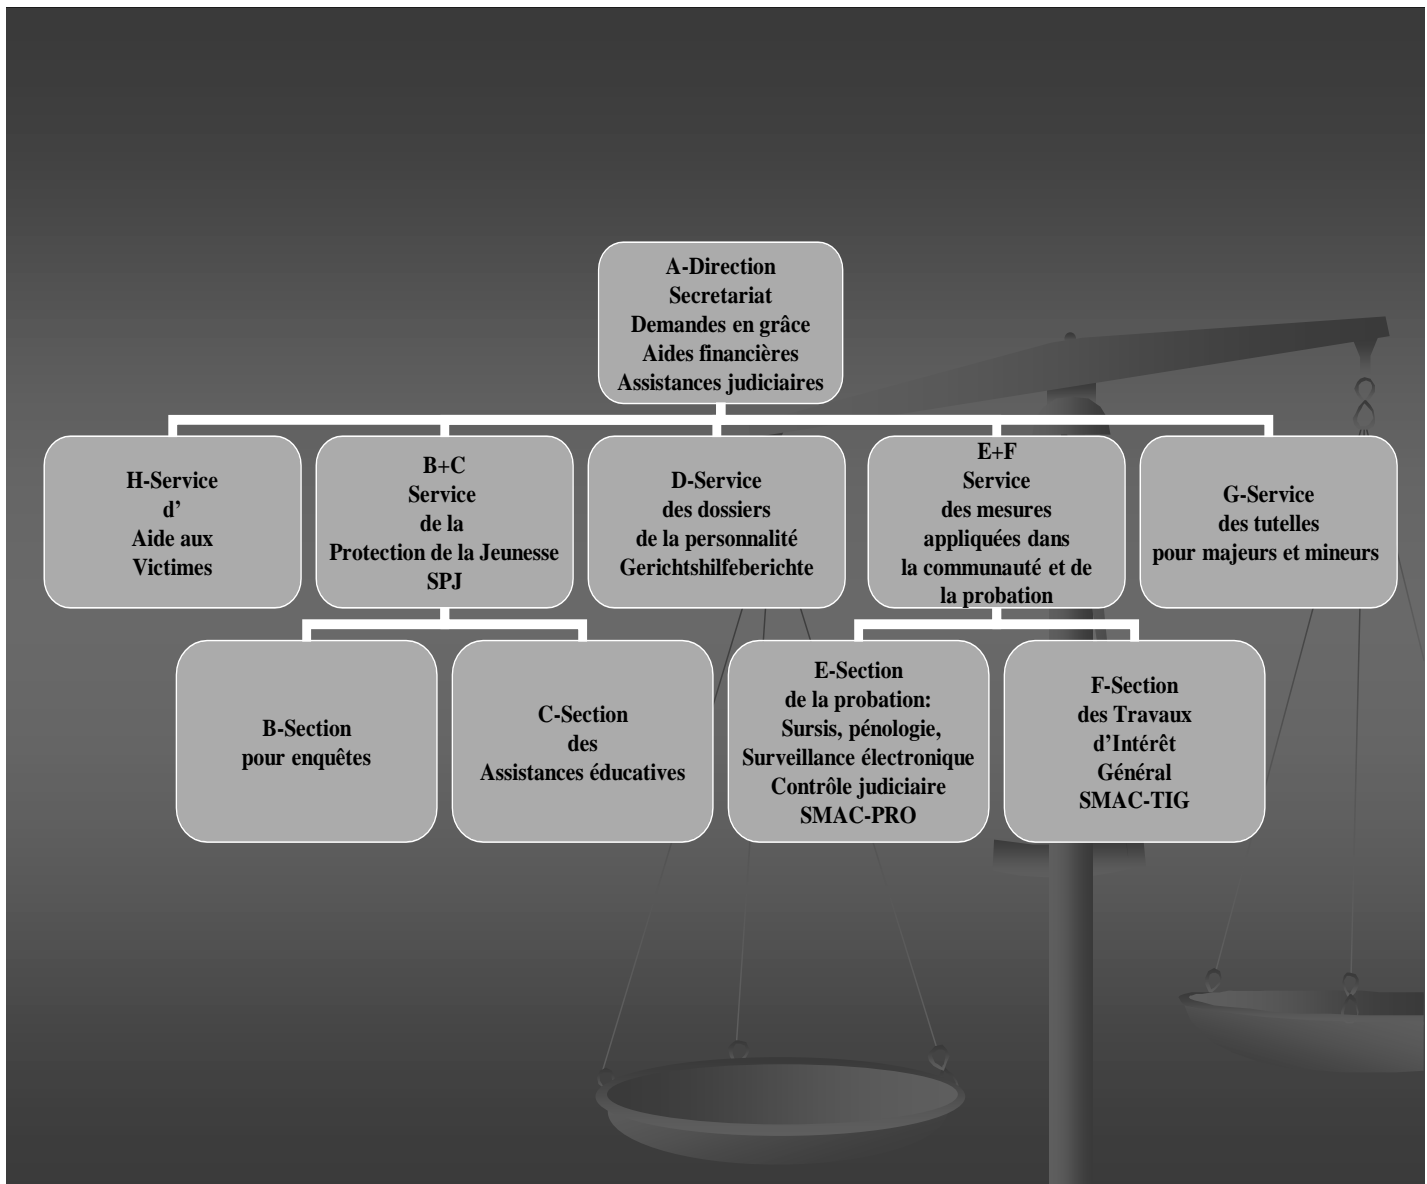 A-Direction
Secretariat
Demandes en grâce
Aides financières
Assistances judiciaires
H-Service
d'
Aide aux
Victimes
B+C
Service
de la
Protection de la Jeunesse
SPJ
D-Service
des dossiers
de la personnalité
Gerichtshilfeberichte
E+F
Service
des mesures
appliquées dans
la communauté et de
la probation
G-Service
des tutelles
pour majeurs et mineurs
B-Section
pour enquêtes
C-Section
des
Assistances éducatives
E-Section
de la probation:
Sursis, pénologie,
Surveillance électronique
Contrôle judiciaire
SMAC-PRO
F-Section
des Travaux
d'Intérêt
Général
SMAC-TIG